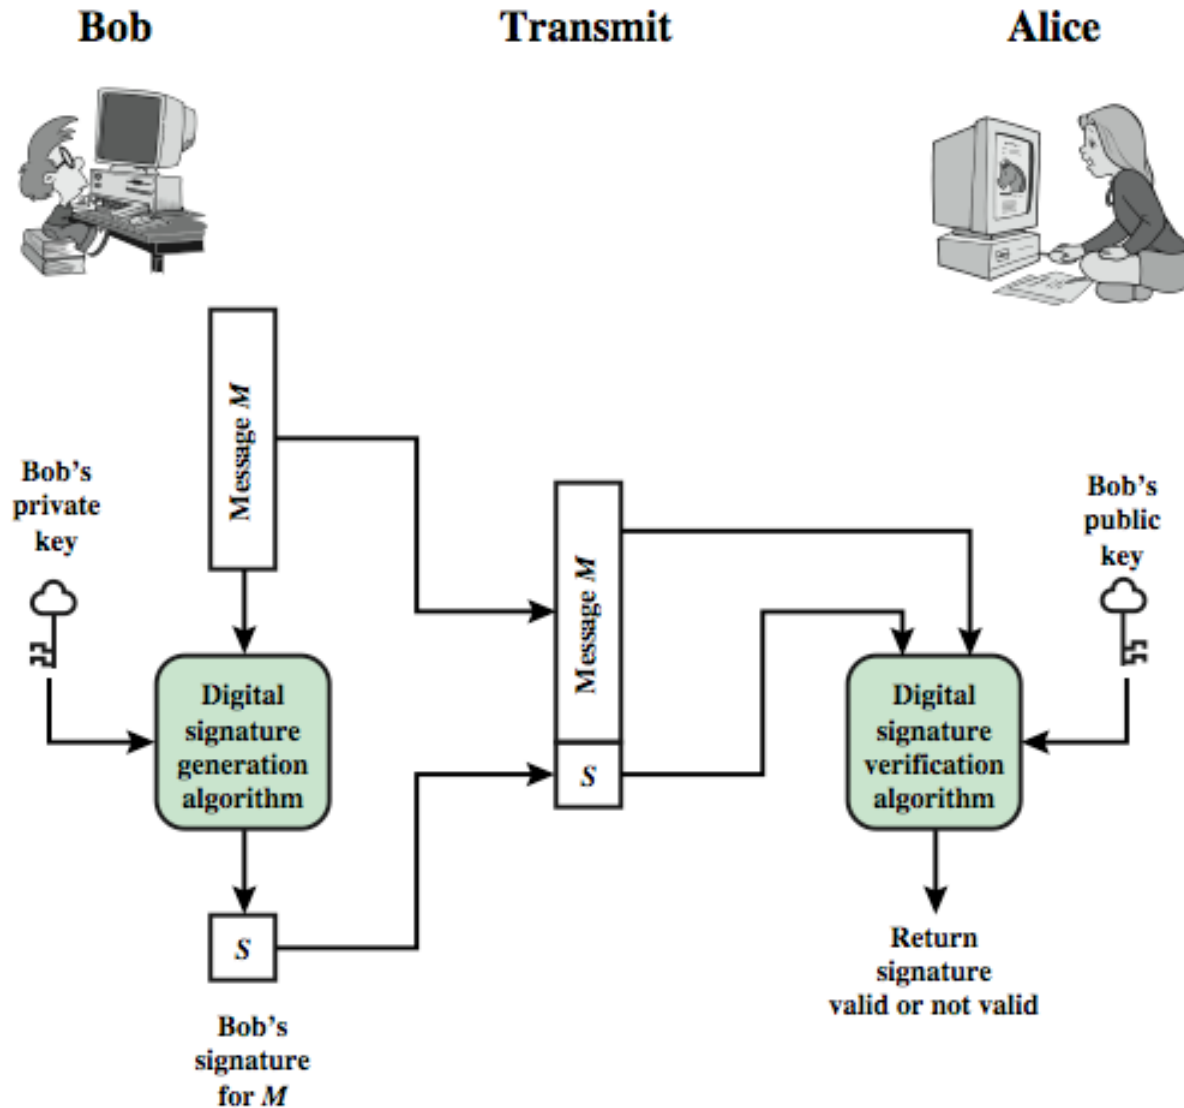 Bob
Transmit
Alice
Message M
Bob's
private
key
Message M
S
Bob's
public
key
Digital
signature
generation
algorithm
Digital
signature
verification
algorithm
S
Bob's
signature
for M
Return
signature
valid or not valid